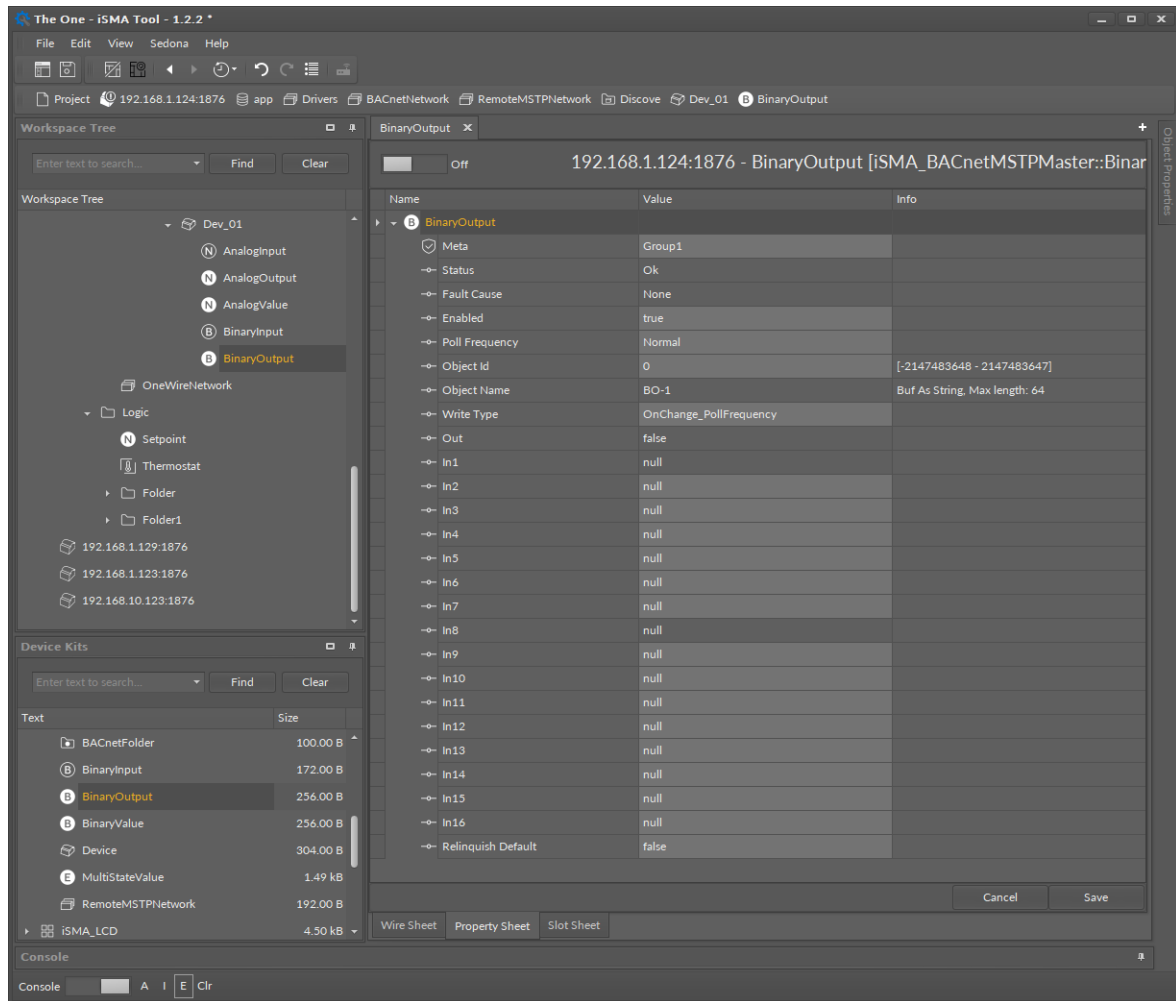 The One - iSMA Tool - 1.2.2 *
File Edit View Sedona Help
Project 192.168.1.124:1876 app Drivers BACnetNetwork RemoteMSTPNetwork Discove Dev_01 B BinaryOutput
Workspace Tree
Enter text to search... Find Clear
Workspace Tree
Dev_01
N AnalogInput
N AnalogOutput
N AnalogValue
B BinaryInput
B BinaryOutput
OneWireNetwork
Logic
N Setpoint
Thermostat
Folder
Folder1
192.168.1.129:1876
192.168.1.123:1876
192.168.10.123:1876
Device Kits
Enter text to search... Find Clear
Text Size
BACnetFolder 100.00 B
B BinaryInput 172.00 B
B BinaryOutput 256.00 B
B BinaryValue 256.00 B
Device 304.00 B
E MultiStateValue 1.49 kB
RemoteMSTPNetwork 192.00 B
iSMA_LCD 4.50 kB
BinaryOutput X +
Off 192.168.1.124:1876 - BinaryOutput [iSMA_BACnetMSTPMaster::Binar
Name Value Info
B BinaryOutput
Meta Group1
Status Ok
Fault Cause None
Enabled true
Poll Frequency Normal
Object Id 0 [-2147483648 - 2147483647]
Object Name BO-1 Buf As String, Max length: 64
Write Type OnChange_PollFrequency
Out false
In1 null
In2 null
In3 null
In4 null
In5 null
In6 null
In7 null
In8 null
In9 null
In10 null
In11 null
In12 null
In13 null
In14 null
In15 null
In16 null
Relinquish Default false
Cancel Save
Wire Sheet Property Sheet Slot Sheet
Object Properties
Console
Console A I E Clr